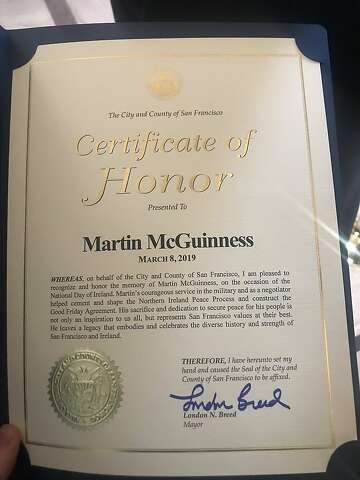 The City and County of San Francisco
Certificate of
Honor
Presented To
Martin McGuinness
MARCH 8, 2019
WHEREAS, on behalf of the City and County of San Francisco, I am pleased to
recognize and honor the memory of Martin McGuinness, on the occasion of the
National Day of Ireland. Martin's courageous service in the military and as a negotiator
helped cement and shape the Northern Ireland Peace Process and construct the
Good Friday Agreement. His sacrifice and dedication to secure peace for his people is
not only an inspiration to us all, but represents San Francisco values at their best.
He leaves a legacy that embodies and celebrates the diverse history and strength of
San Francisco and Ireland.
THEREFORE, I have hereunto set my
hand and caused the Seal of the City and
County of San Francisco to be affixed.
London Breed
London N. Breed
Mayor